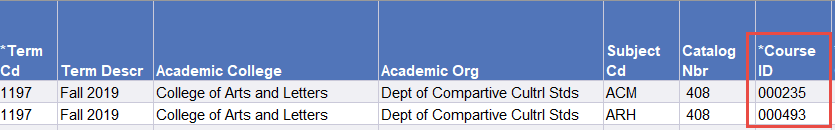 *Term Cd Term Descr Academic College Academic Org Subject Cd Catalog Nbr *Course ID
1197 Fall 2019 College of Arts and Letters Dept of Compartive Cultrl Stds ACM 408 000235
1197 Fall 2019 College of Arts and Letters Dept of Compartive Cultrl Stds ARH 408 000493